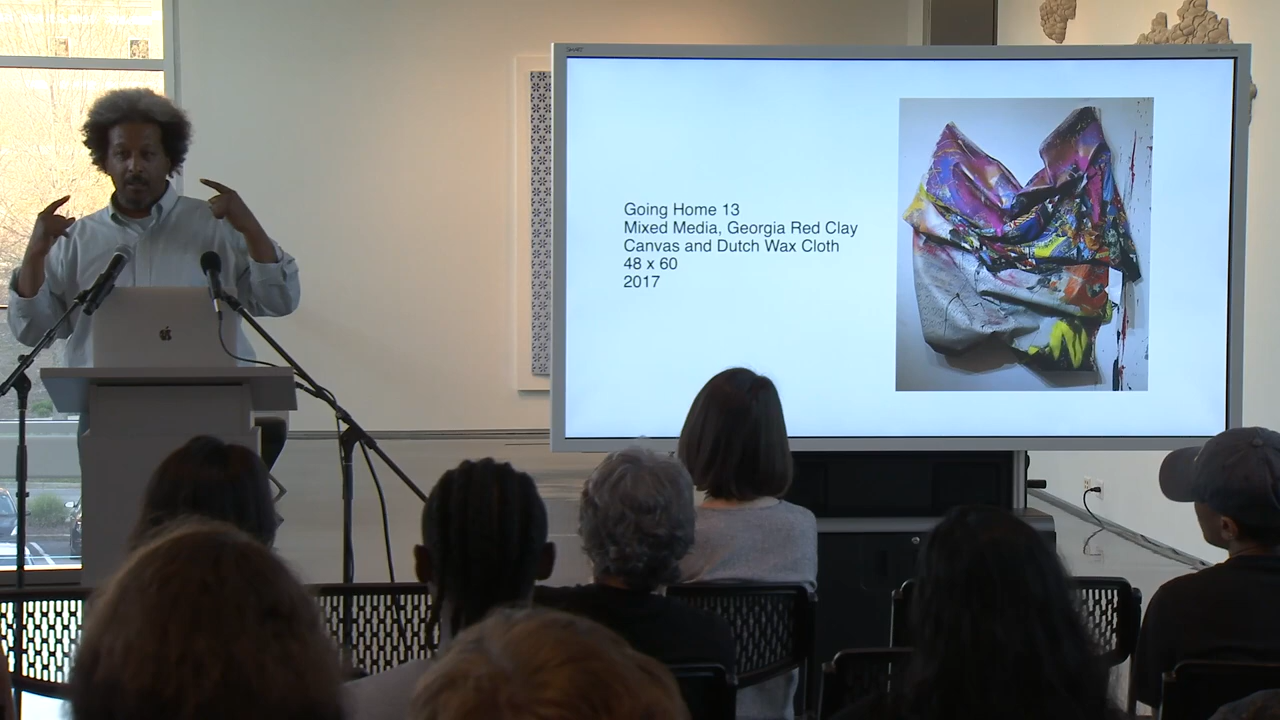 Going Home 13
Mixed Media, Georgia Red Clay
Canvas and Dutch Wax Cloth
48 x 60
2017